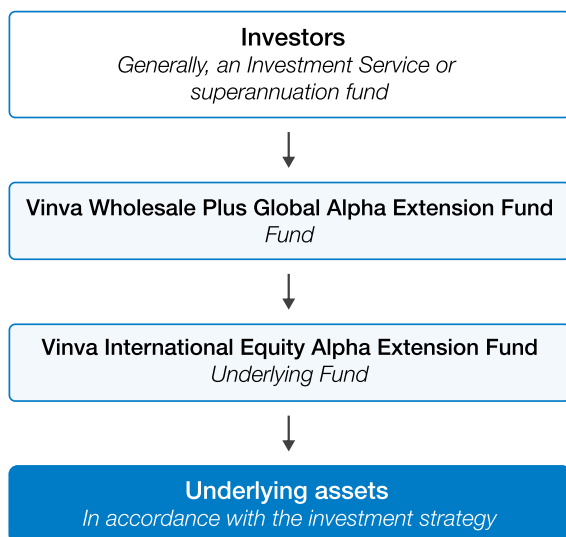 Investors
Generally, an Investment Service or
superannuation fund
Vinva Wholesale Plus Global Alpha Extension Fund
Fund
Vinva International Equity Alpha Extension Fund
Underlying Fund
Underlying assets
In accordance with the investment strategy